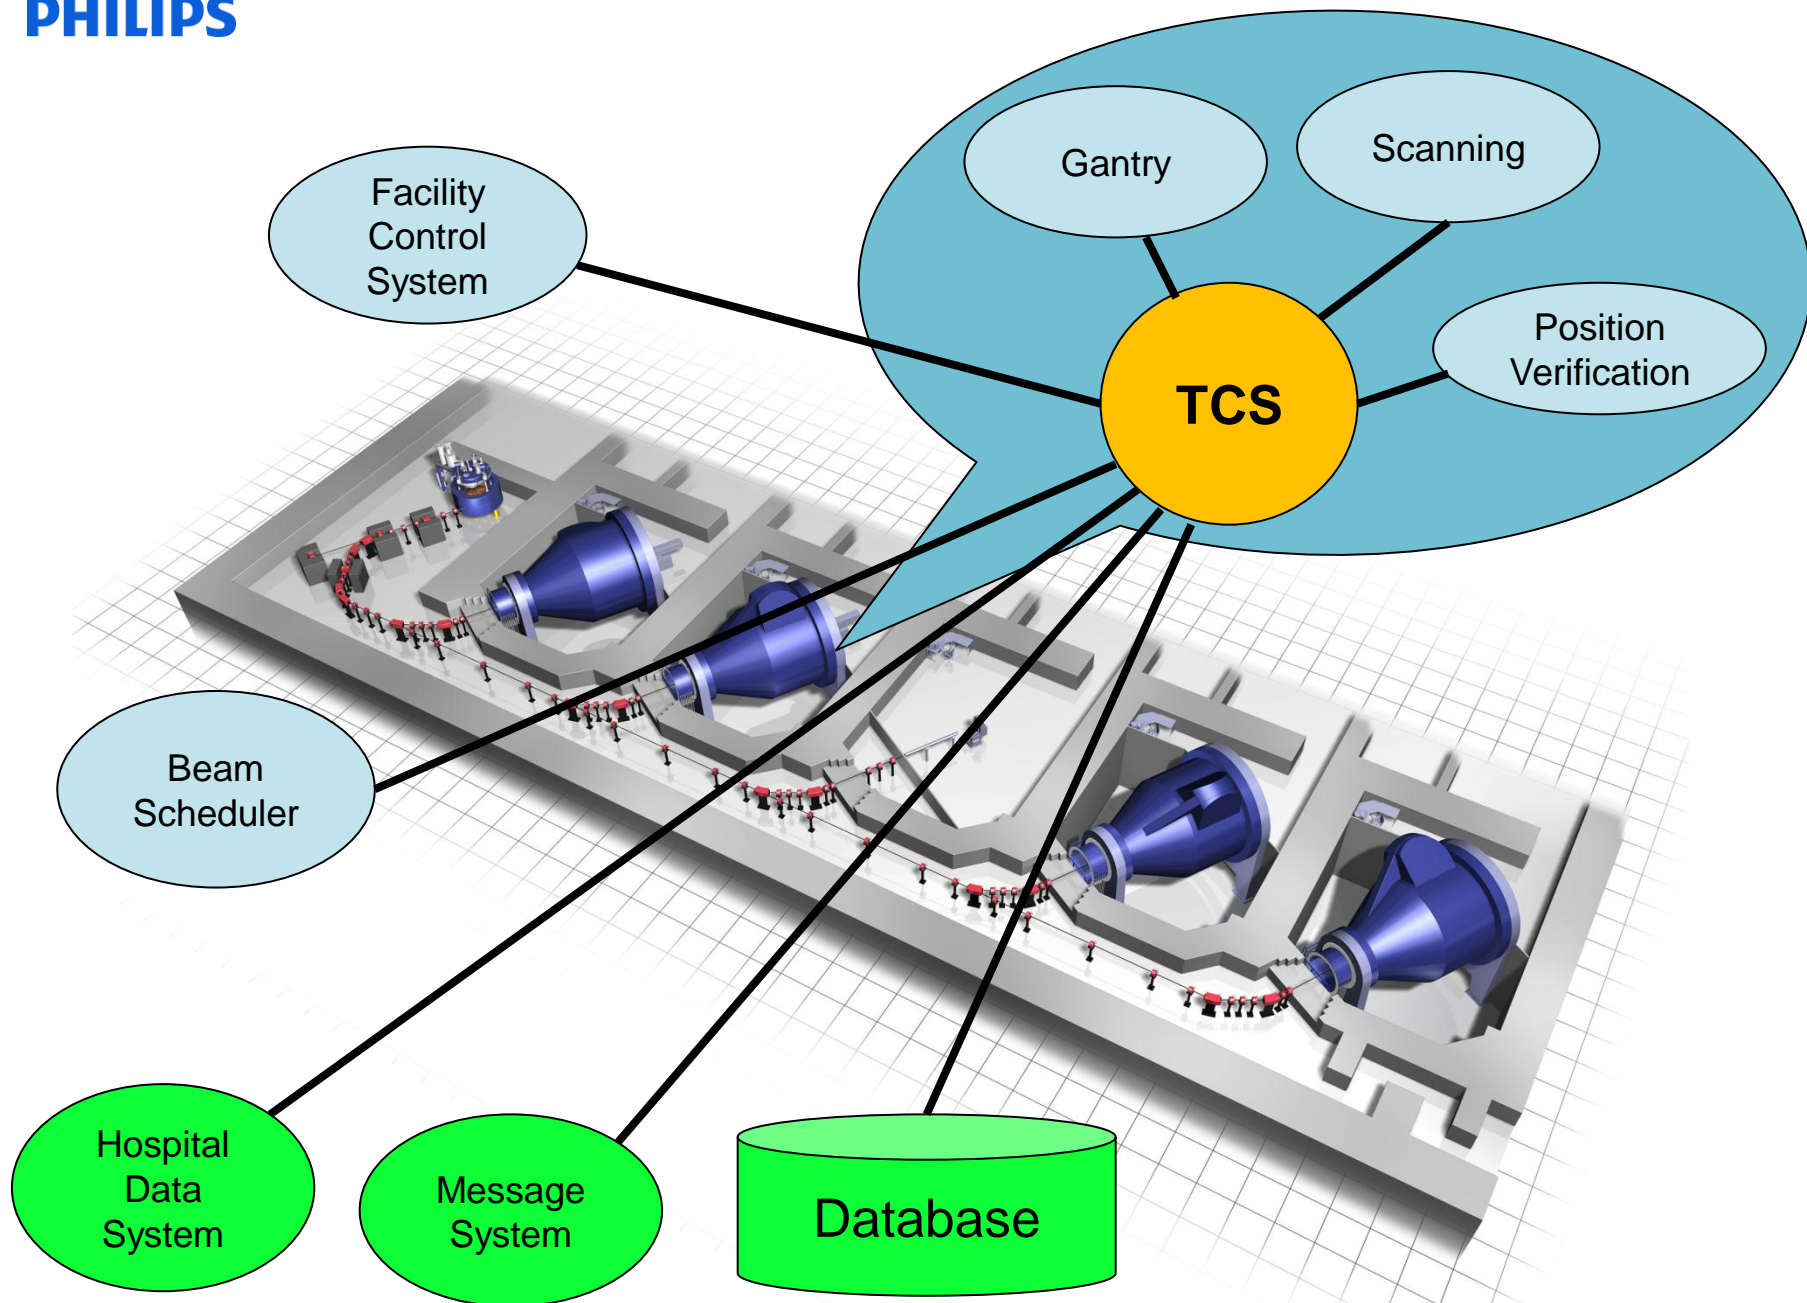 PHILIPS
Gantry
Scanning
Facility
Control
System
Position
Verification
TCS
Beam
Scheduler
Hospital
Data
System
Message
System
Database